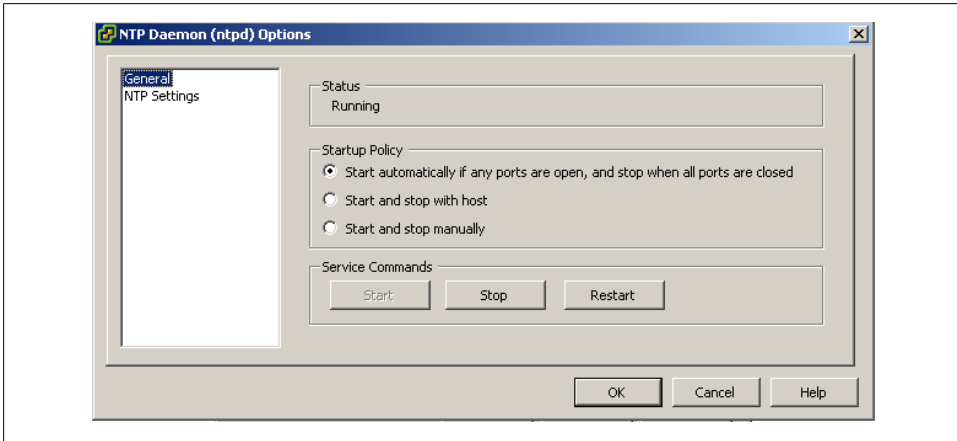 NTP Daemon (ntpd) Options
General
NTP Settings
Status
Running
Startup Policy
Start automatically if any ports are open, and stop when all ports are closed
Start and stop with host
Start and stop manually
Service Commands
Start
Stop
Restart
OK
Cancel
Help